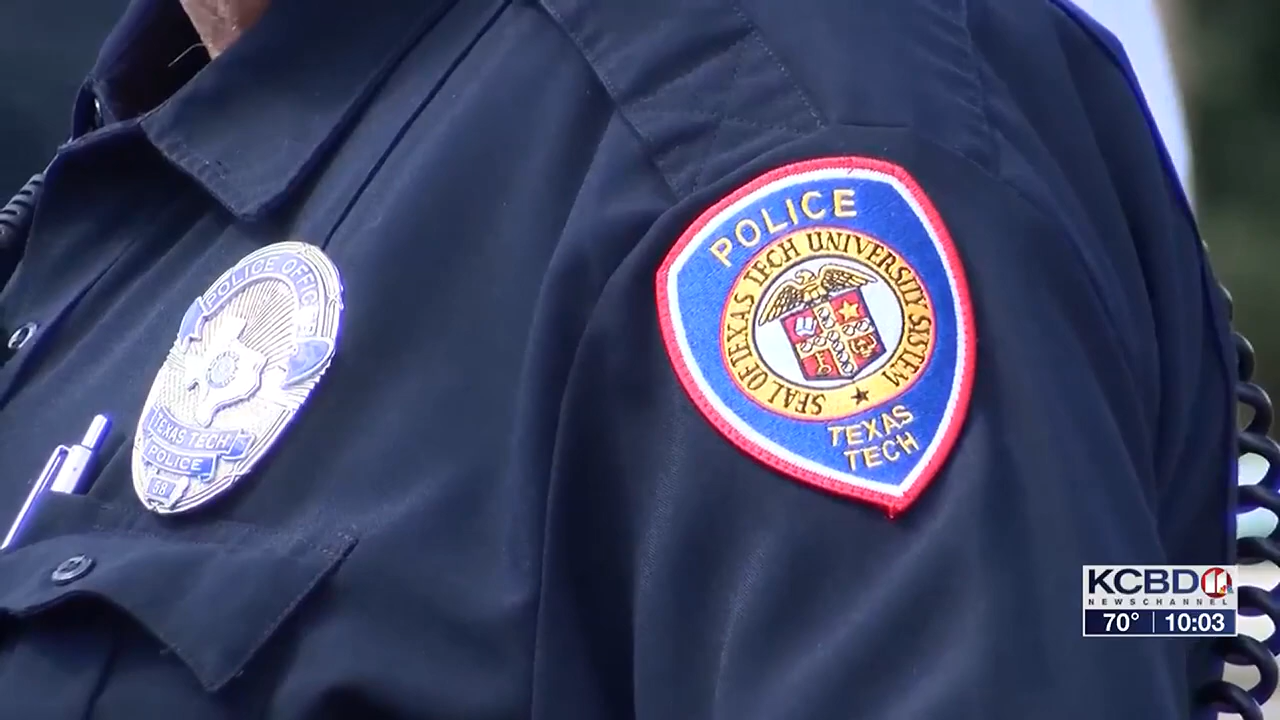 POLICE OFFICER
TEXAS TECH
POLICE
58
POLICE
SEAL OF TEXAS TECH UNIVERSITY SYSTEM
TEXAS
TECH
KCBD 11
NEWSCHANNEL
70° | 10:03